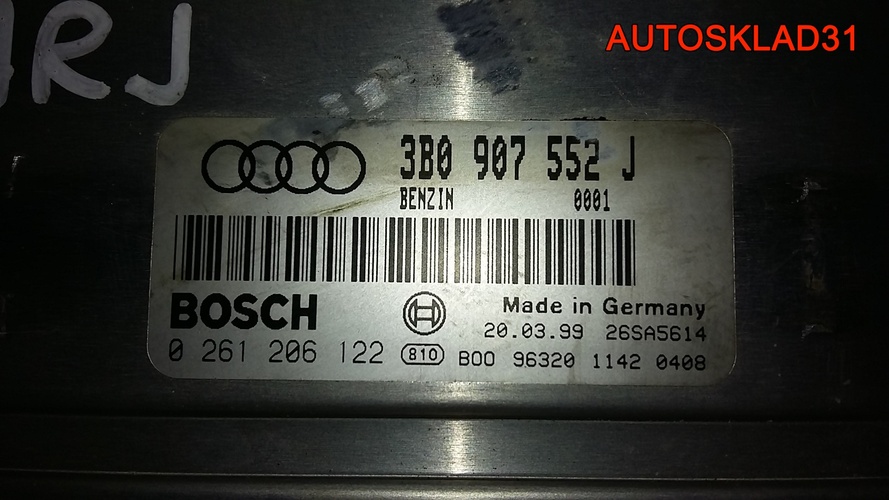 AUTOSKLAD31
ARJ
3B0 907 552 J
BENZIN 0001
BOSCH
Made in Germany
20.03.99 26SA5614
0 261 206 122 810 B00 96320 1142 0408